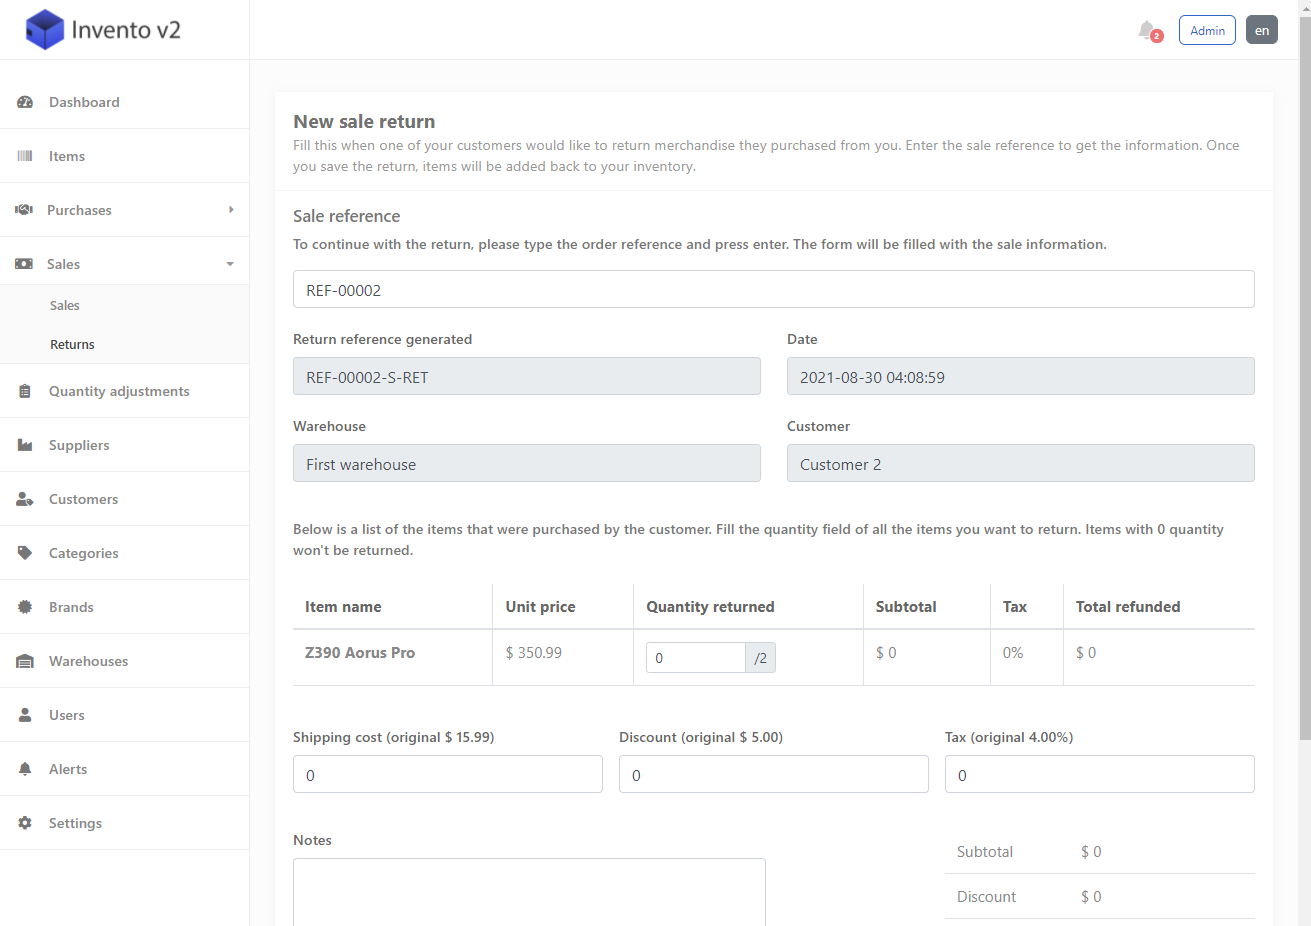 Invento v2
2
Admin
en
Dashboard
Items
Purchases
Sales
Sales
Returns
Quantity adjustments
Suppliers
Customers
Categories
Brands
Warehouses
Users
Alerts
Settings
New sale return
Fill this when one of your customers would like to return merchandise they purchased from you. Enter the sale reference to get the information. Once
you save the return, items will be added back to your inventory.
Sale reference
To continue with the return, please type the order reference and press enter. The form will be filled with the sale information.
REF-00002
Return reference generated Date
REF-00002-S-RET 2021-08-30 04:08:59
Warehouse Customer
First warehouse Customer 2
Below is a list of the items that were purchased by the customer. Fill the quantity field of all the items you want to return. Items with 0 quantity
won't be returned.
Item name Unit price Quantity returned Subtotal Tax Total refunded
Z390 Aorus Pro $ 350.99 0 /2 $ 0 0% $ 0
Shipping cost (original $ 15.99) Discount (original $ 5.00) Tax (original 4.00%)
0 0 0
Notes
Subtotal $ 0
Discount $ 0